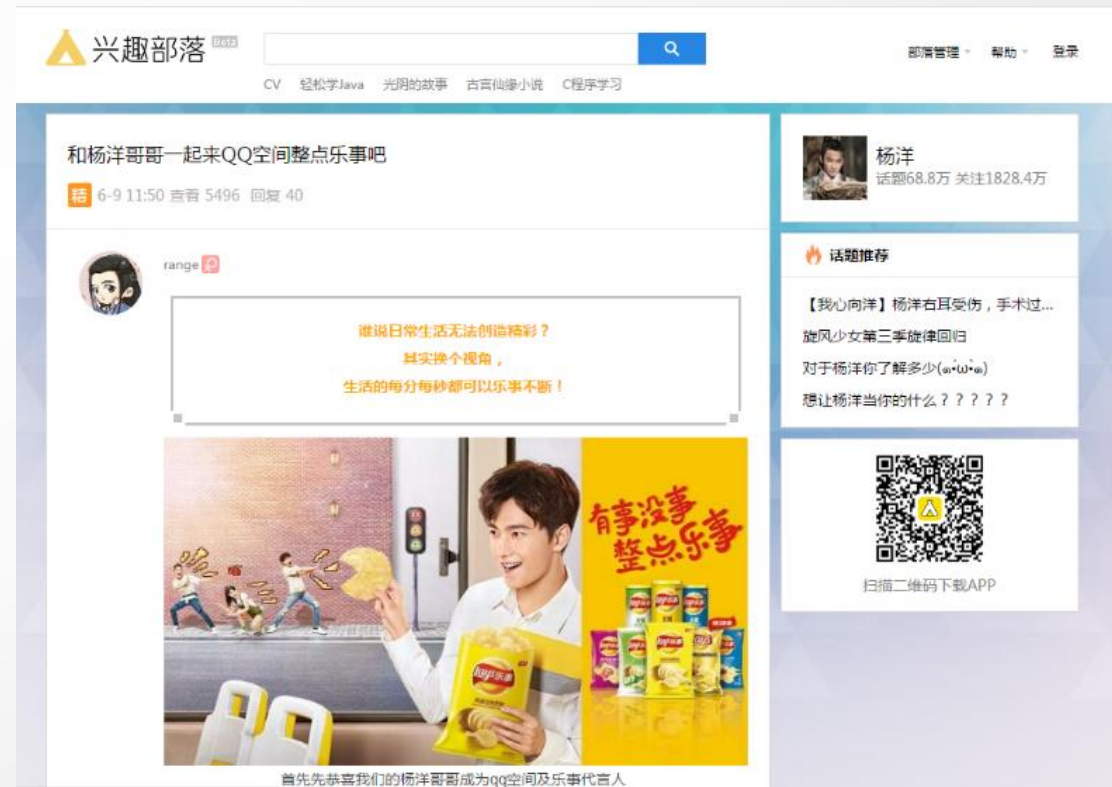 兴趣部落 Beta
部落管理 帮助 登录
CV 轻松学Java 光阴的故事 古言仙缘小说 C程序学习
和杨洋哥哥一起来QQ空间整点乐事吧
精 6-9 11:50 查看 5496 回复 40
range
谁说日常生活无法创造精彩？
其实换个视角，
生活的每分每秒都可以乐事不断！
有事没事
整点乐事
Lay's乐事
首先先恭喜我们的杨洋哥哥成为qq空间及乐事代言人
杨洋
话题68.8万 关注1828.4万
话题推荐
【我心向洋】杨洋右耳受伤，手术过...
旋风少女第三季旋律回归
对于杨洋你了解多少(๑•̀ω•́๑)
想让杨洋当你的什么？？？？？
扫描二维码下载APP